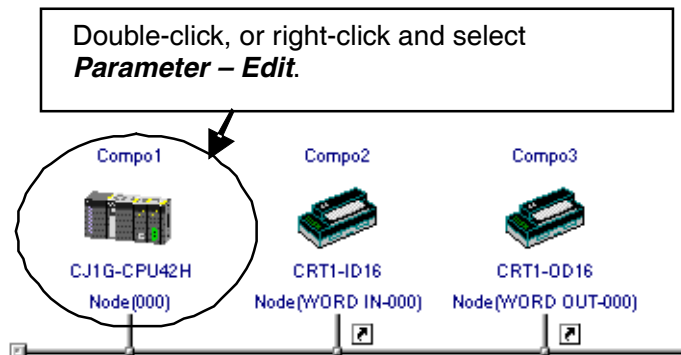 Double-click, or right-click and select
Parameter – Edit.
Compo1 Compo2 Compo3
CJ1G-CPU42H CRT1-ID16 CRT1-OD16
Node(000) Node(WORD IN-000) Node(WORD OUT-000)